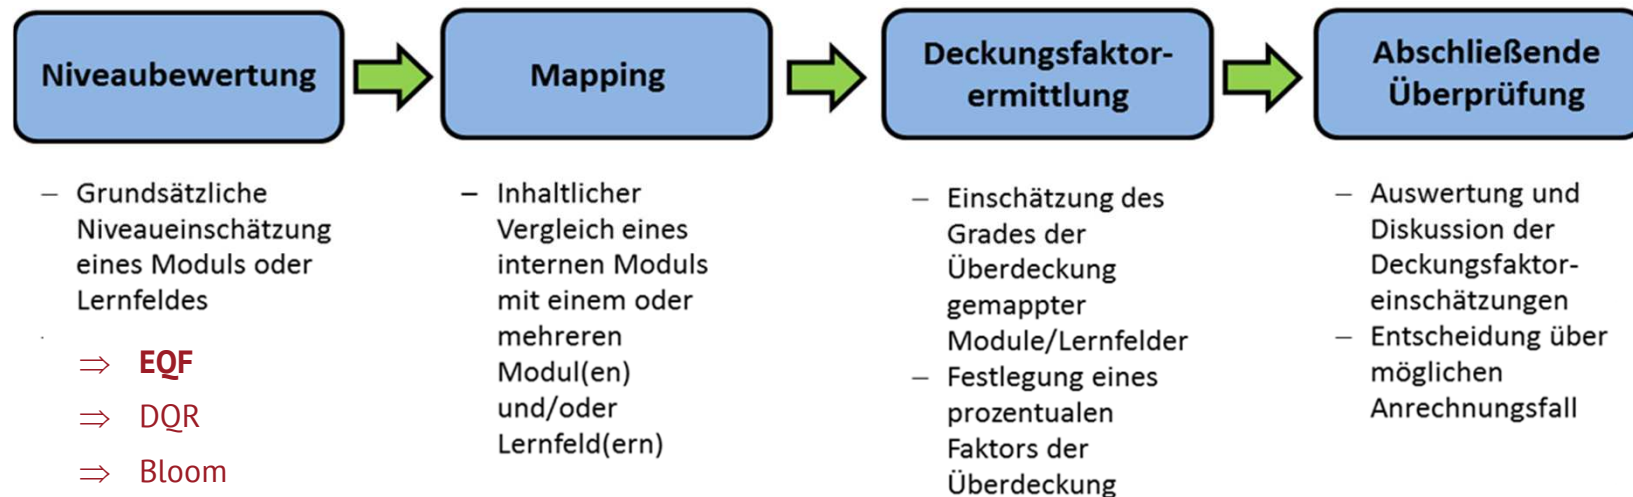 Niveaubewertung
Mapping
Deckungsfaktor-
ermittlung
Abschließende
Überprüfung
– Grundsätzliche
Niveaueinschätzung
eines Moduls oder
Lernfeldes
⇒ EQF
⇒ DQR
⇒ Bloom
– Inhaltlicher
Vergleich eines
internen Moduls
mit einem oder
mehreren
Modul(en)
und/oder
Lernfeld(ern)
– Einschätzung des
Grades der
Überdeckung
gemappter
Module/Lernfelder
– Festlegung eines
prozentualen
Faktors der
Überdeckung
– Auswertung und
Diskussion der
Deckungsfaktor-
einschätzungen
– Entscheidung über
möglichen
Anrechnungsfall